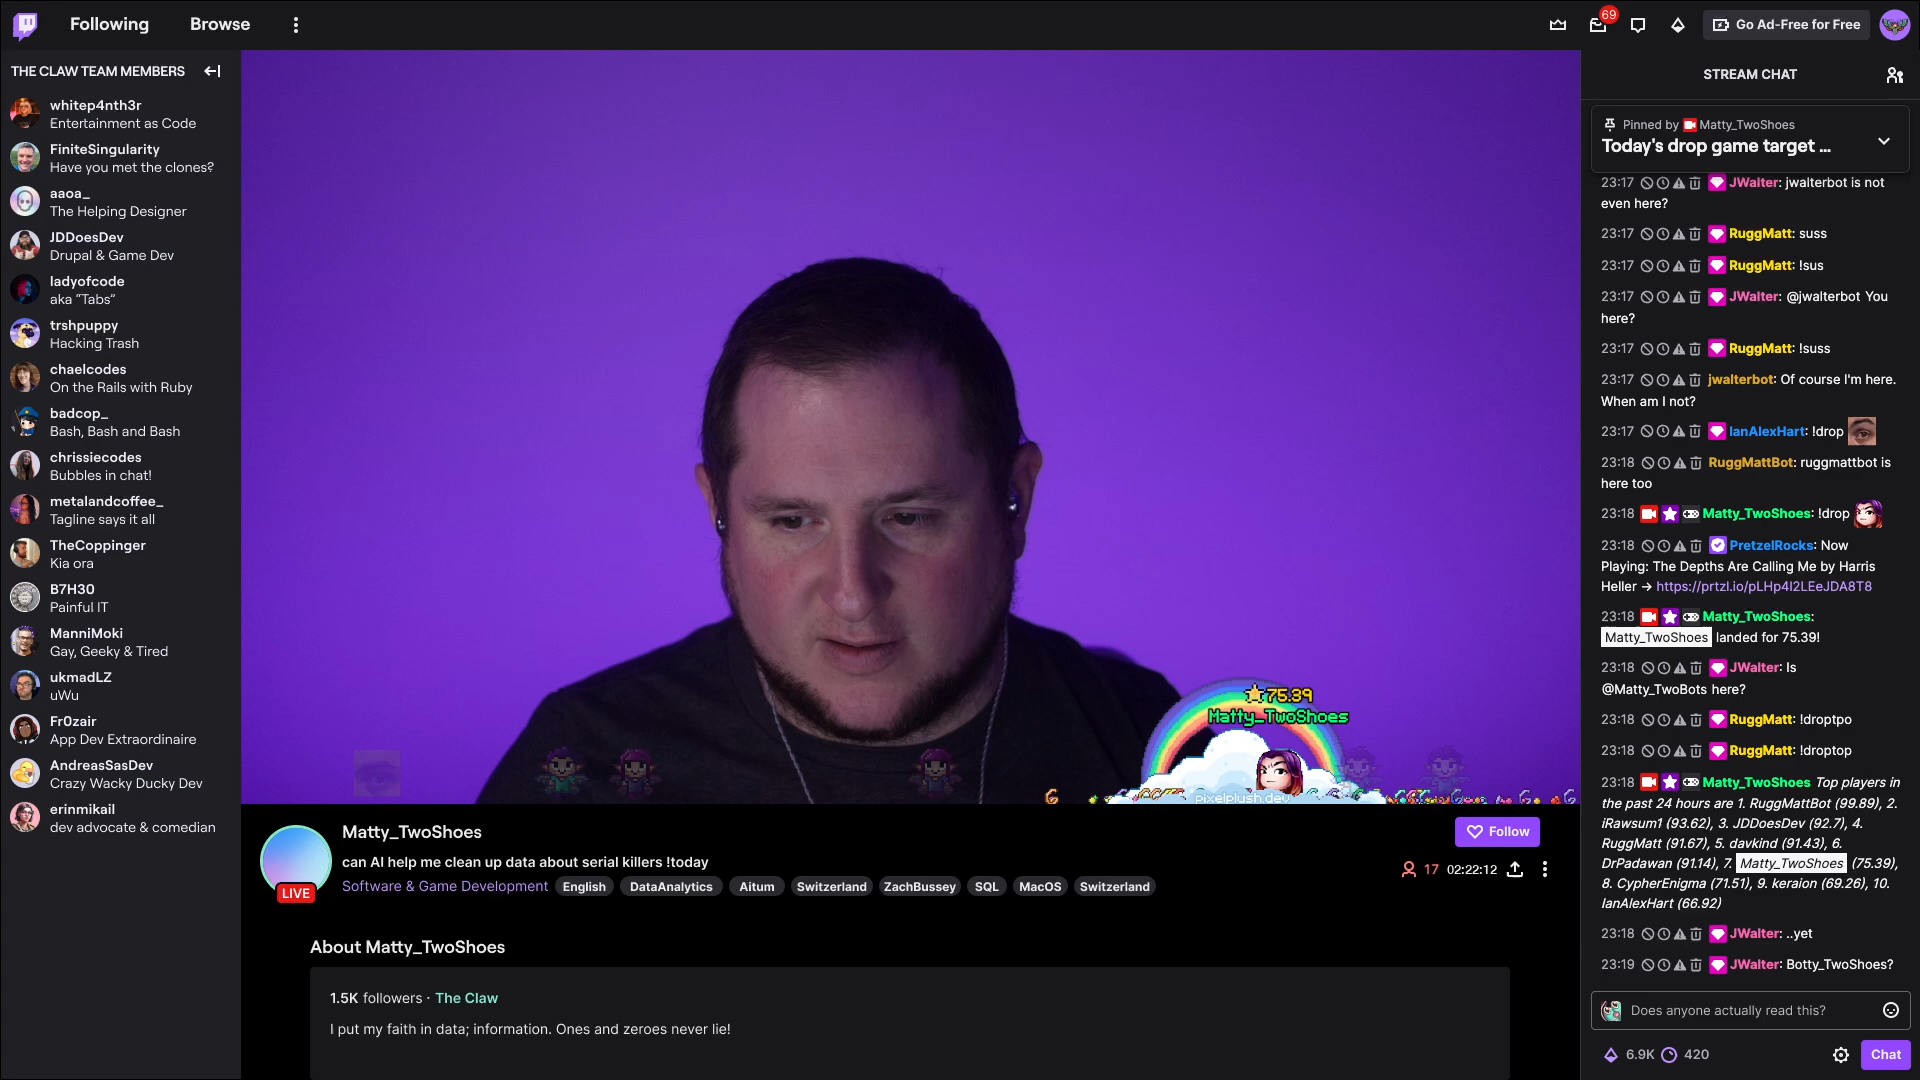 Following
Browse
69
Go Ad-Free for Free
THE CLAW TEAM MEMBERS
whitep4nth3r
Entertainment as Code
FiniteSingularity
Have you met the clones?
aaoa_
The Helping Designer
JDDoesDev
Drupal & Game Dev
ladyofcode
aka “Tabs”
trshpuppy
Hacking Trash
chaelcodes
On the Rails with Ruby
badcop_
Bash, Bash and Bash
chrissiecodes
Bubbles in chat!
metalandcoffee_
Tagline says it all
TheCoppinger
Kia ora
B7H30
Painful IT
ManniMoki
Gay, Geeky & Tired
ukmadLZ
uWu
Fr0zair
App Dev Extraordinaire
AndreasSasDev
Crazy Wacky Ducky Dev
erinmikail
dev advocate & comedian
75.39
Matty_TwoShoes
pixelplush.dev
LIVE
Matty_TwoShoes
Follow
can AI help me clean up data about serial killers !today
17 02:22:12
Software & Game Development English DataAnalytics Aitum Switzerland ZachBussey SQL MacOS Switzerland
About Matty_TwoShoes
1.5K followers · The Claw
I put my faith in data; information. Ones and zeroes never lie!
STREAM CHAT
Pinned by Matty_TwoShoes
Today's drop game target ...
23:17 JWalter: jwalterbot is not
even here?
23:17 RuggMatt: suss
23:17 RuggMatt: !sus
23:17 JWalter: @jwalterbot You
here?
23:17 RuggMatt: !suss
23:17 jwalterbot: Of course I'm here.
When am I not?
23:17 IanAlexHart: !drop
23:18 RuggMattBot: ruggmattbot is
here too
23:18 Matty_TwoShoes: !drop
23:18 PretzelRocks: Now
Playing: The Depths Are Calling Me by Harris
Heller → https://prtzl.io/pLHp4l2LEeJDA8T8
23:18 Matty_TwoShoes:
Matty_TwoShoes landed for 75.39!
23:18 JWalter: Is
@Matty_TwoBots here?
23:18 RuggMatt: !droptpo
23:18 RuggMatt: !droptop
23:18 Matty_TwoShoes Top players in
the past 24 hours are 1. RuggMattBot (99.89), 2.
iRawsum1 (93.62), 3. JDDoesDev (92.7), 4.
RuggMatt (91.67), 5. davkind (91.43), 6.
DrPadawan (91.14), 7. Matty_TwoShoes (75.39),
8. CypherEnigma (71.51), 9. keraion (69.26), 10.
IanAlexHart (66.92)
23:18 JWalter: ..yet
23:19 JWalter: Botty_TwoShoes?
Does anyone actually read this?
6.9K 420
Chat